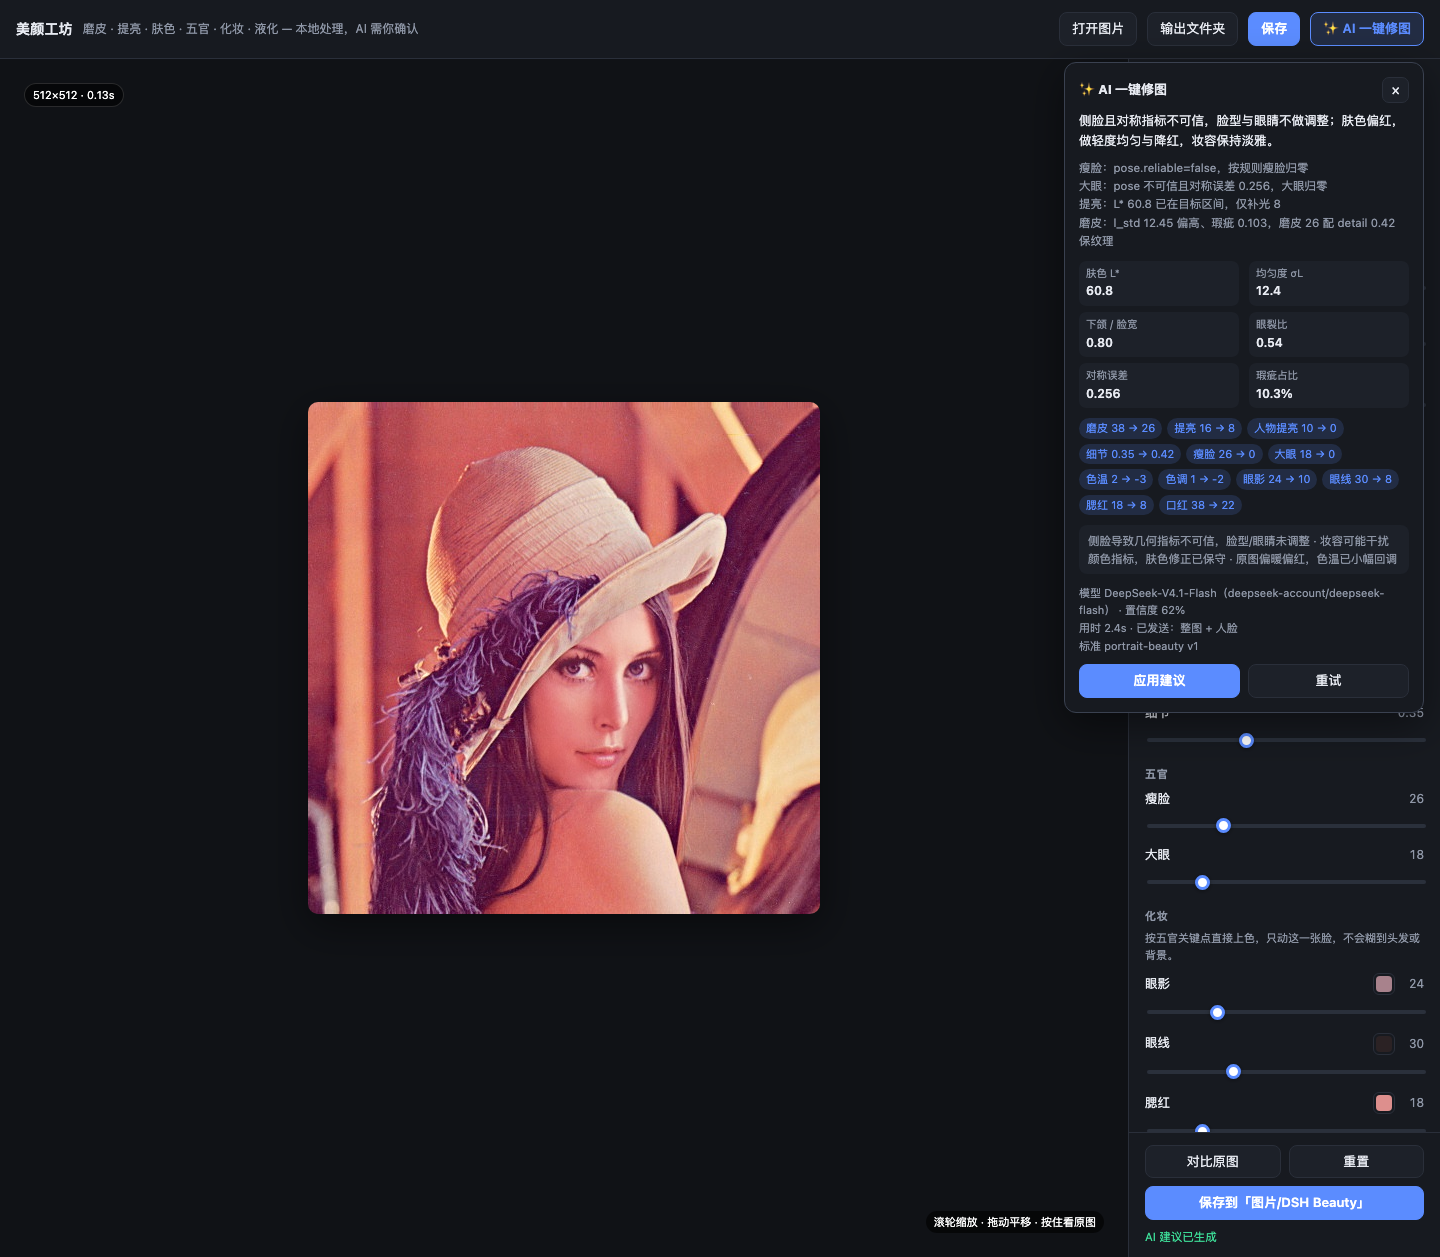 美颜工坊 磨皮 · 提亮 · 肤色 · 五官 · 化妆 · 液化 — 本地处理，AI 需你确认
打开图片 输出文件夹 保存 ✨ AI 一键修图
512×512 · 0.13s
✨ AI 一键修图 ×
侧脸且对称指标不可信，脸型与眼睛不做调整；肤色偏红，
做轻度均匀与降红，妆容保持淡雅。
瘦脸：pose.reliable=false，按规则瘦脸归零
大眼：pose 不可信且对称误差 0.256，大眼归零
提亮：L* 60.8 已在目标区间，仅补光 8
磨皮：l_std 12.45 偏高、瑕疵 0.103，磨皮 26 配 detail 0.42
保纹理
肤色 L* 均匀度 σL
60.8 12.4
下颌 / 脸宽 眼裂比
0.80 0.54
对称误差 瑕疵占比
0.256 10.3%
磨皮 38 → 26 提亮 16 → 8 人物提亮 10 → 0
细节 0.35 → 0.42 瘦脸 26 → 0 大眼 18 → 0
色温 2 → -3 色调 1 → -2 眼影 24 → 10 眼线 30 → 8
腮红 18 → 8 口红 38 → 22
侧脸导致几何指标不可信，脸型/眼睛未调整 · 妆容可能干扰
颜色指标，肤色修正已保守 · 原图偏暖偏红，色温已小幅回调
模型 DeepSeek-V4.1-Flash（deepseek-account/deepseek-
flash） · 置信度 62%
用时 2.4s · 已发送：整图 + 人脸
标准 portrait-beauty v1
应用建议 重试
细节 0.35
五官
瘦脸 26
大眼 18
化妆
按五官关键点直接上色，只动这一张脸，不会糊到头发或
背景。
眼影 24
眼线 30
腮红 18
对比原图 重置
保存到「图片/DSH Beauty」
滚轮缩放 · 拖动平移 · 按住看原图
AI 建议已生成